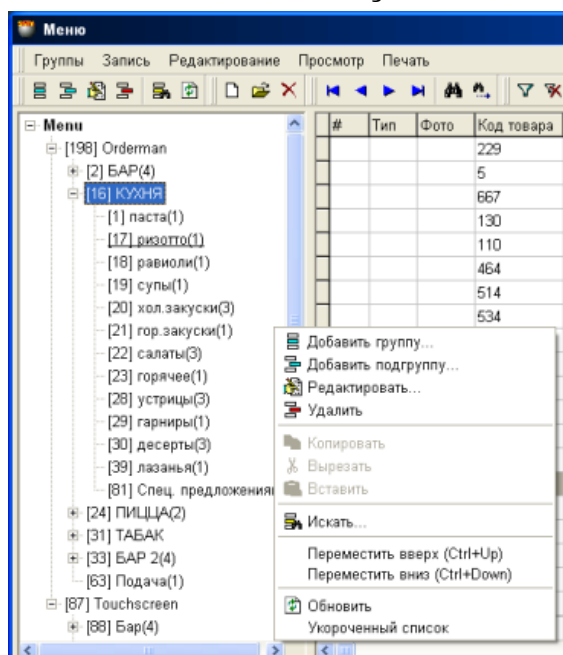 Меню
Группы Запись Редактирование Просмотр Печать
Menu
[198] Orderman
[2] БАР(4)
[16] КУХНЯ
[1] паста(1)
[17] ризотто(1)
[18] равиоли(1)
[19] супы(1)
[20] хол.закуски(3)
[21] гор.закуски(1)
[22] салаты(3)
[23] горячее(1)
[28] устрицы(3)
[29] гарниры(1)
[30] десерты(3)
[39] лазанья(1)
[81] Спец. предложения
[24] ПИЦЦА(2)
[31] ТАБАК
[33] БАР 2(4)
[63] Подача(1)
[87] Touchscreen
[88] Бар(4)
# Тип Фото Код товара
229
5
667
130
110
464
514
534
Добавить группу...
Добавить подгруппу...
Редактировать...
Удалить
Копировать
Вырезать
Вставить
Искать...
Переместить вверх (Ctrl+Up)
Переместить вниз (Ctrl+Down)
Обновить
Укороченный список